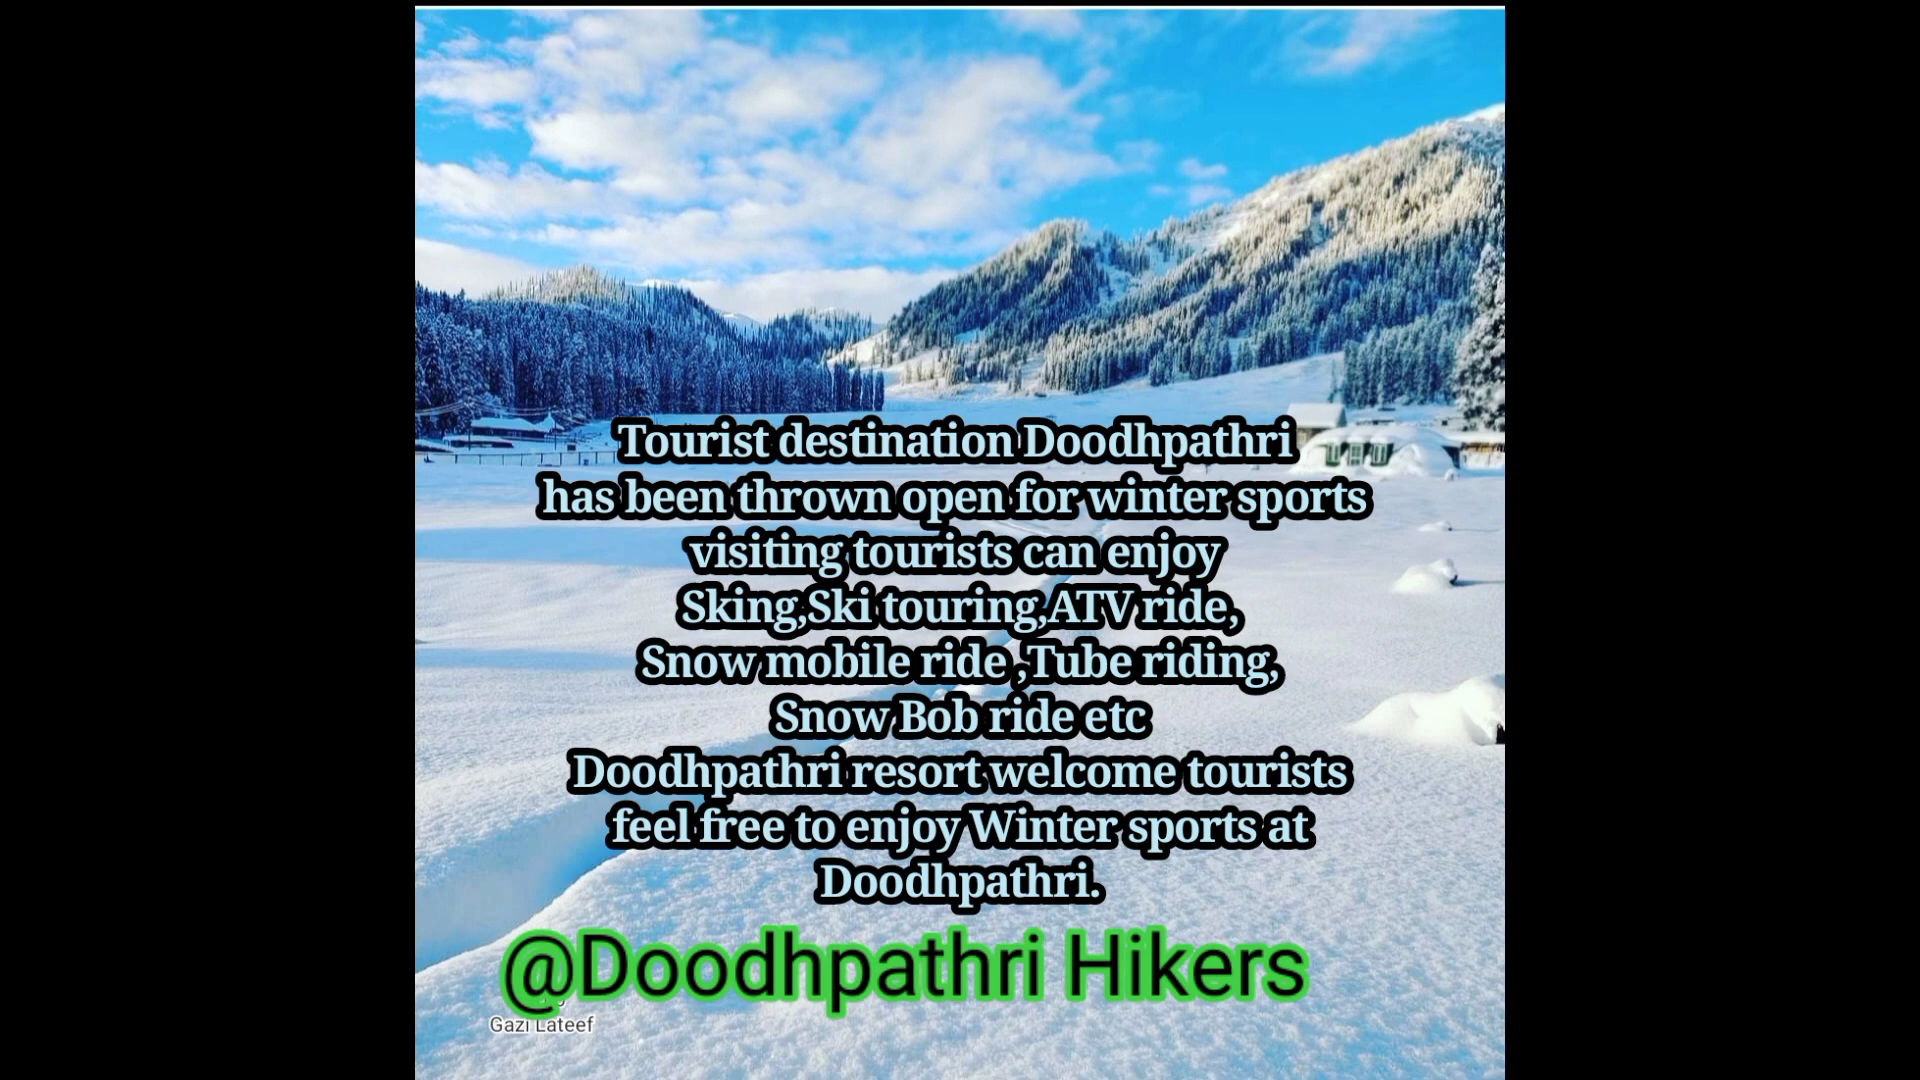 Tourist destination Doodhpathri
has been thrown open for winter sports
visiting tourists can enjoy
Sking,Ski touring,ATV ride,
Snow mobile ride ,Tube riding,
Snow Bob ride etc
Doodhpathri resort welcome tourists
feel free to enjoy Winter sports at
Doodhpathri.
@Doodhpathri Hikers
Gazi Lateef